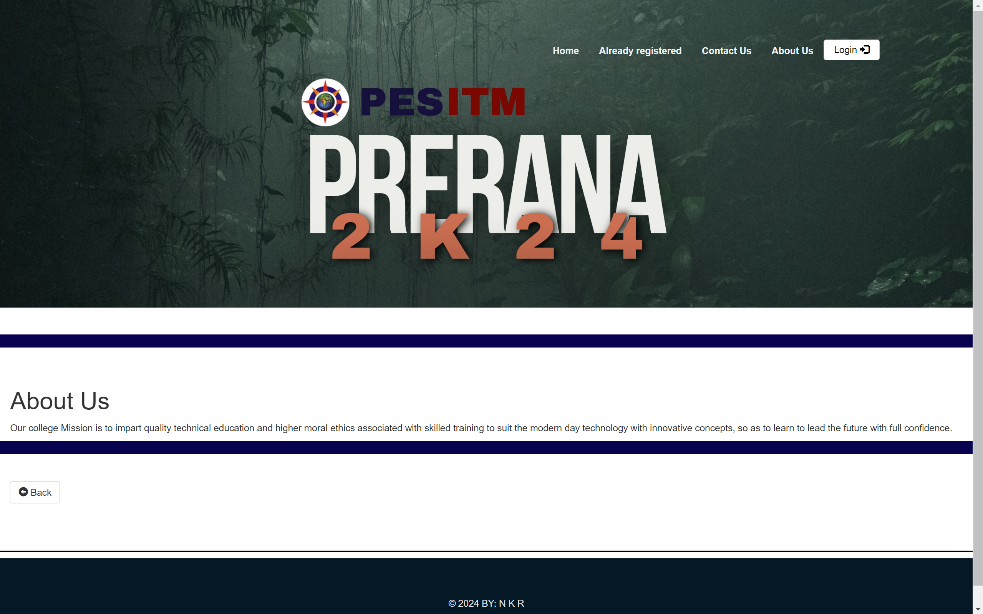 Home Already registered Contact Us About Us Login
PESITM
PRERANA
2K24
About Us
Our college Mission is to impart quality technical education and higher moral ethics associated with skilled training to suit the modern day technology with innovative concepts, so as to learn to lead the future with full confidence.
Back
© 2024 BY: N K R